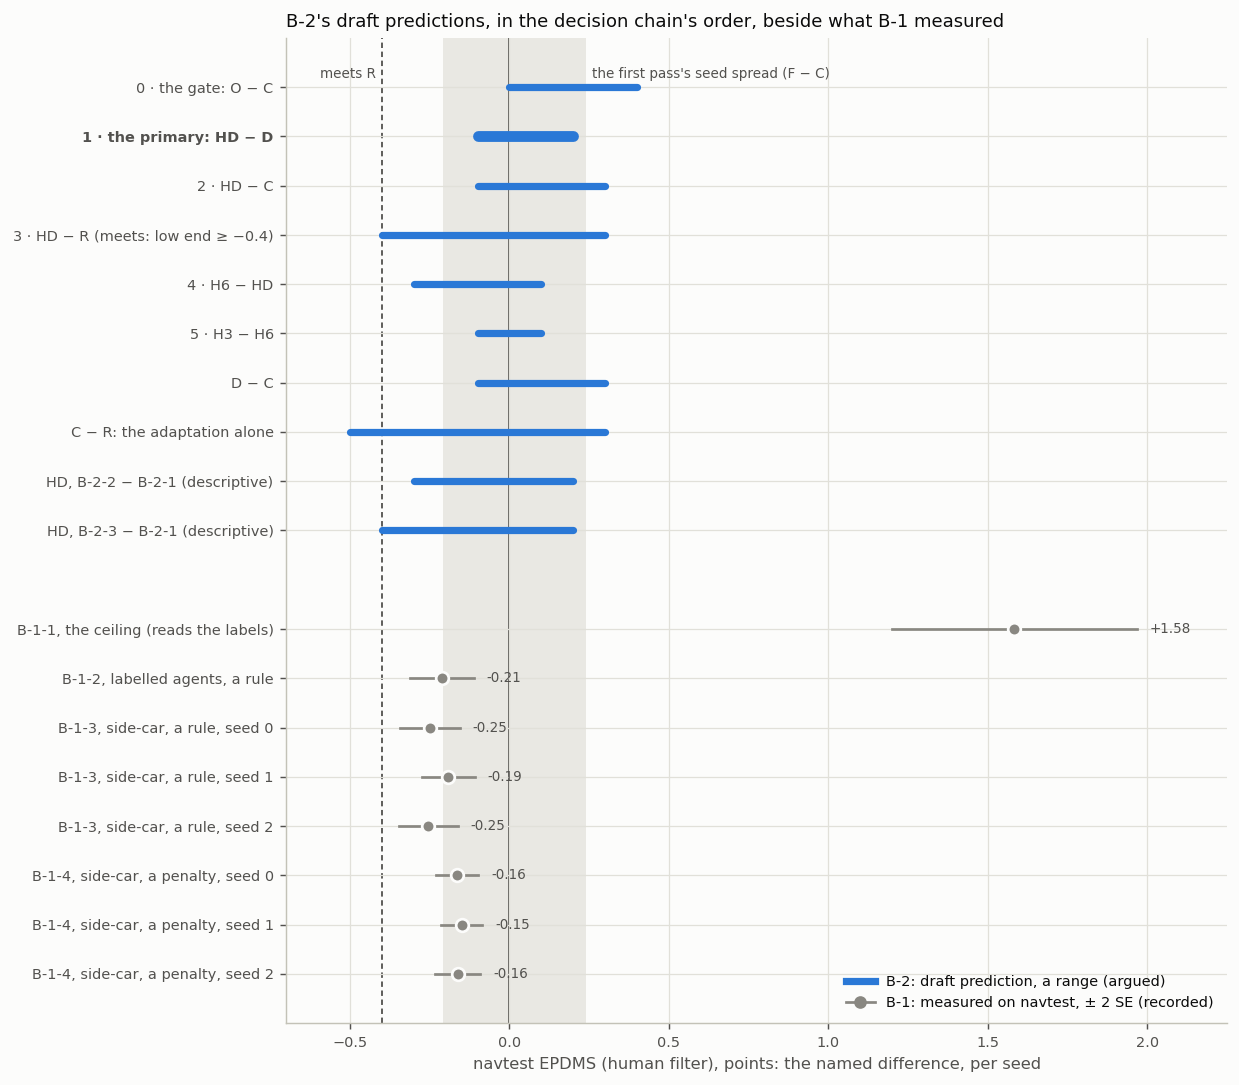 B-2's draft predictions, in the decision chain's order, beside what B-1 measured
meets R
the first pass's seed spread (F − C)
0 · the gate: O − C
1 · the primary: HD − D
2 · HD − C
3 · HD − R (meets: low end ≥ −0.4)
4 · H6 − HD
5 · H3 − H6
D − C
C − R: the adaptation alone
HD, B-2-2 − B-2-1 (descriptive)
HD, B-2-3 − B-2-1 (descriptive)
B-1-1, the ceiling (reads the labels)
+1.58
B-1-2, labelled agents, a rule
-0.21
B-1-3, side-car, a rule, seed 0
-0.25
B-1-3, side-car, a rule, seed 1
-0.19
B-1-3, side-car, a rule, seed 2
-0.25
B-1-4, side-car, a penalty, seed 0
-0.16
B-1-4, side-car, a penalty, seed 1
-0.15
B-1-4, side-car, a penalty, seed 2
-0.16
B-2: draft prediction, a range (argued)
B-1: measured on navtest, ± 2 SE (recorded)
−0.5 0.0 0.5 1.0 1.5 2.0
navtest EPDMS (human filter), points: the named difference, per seed